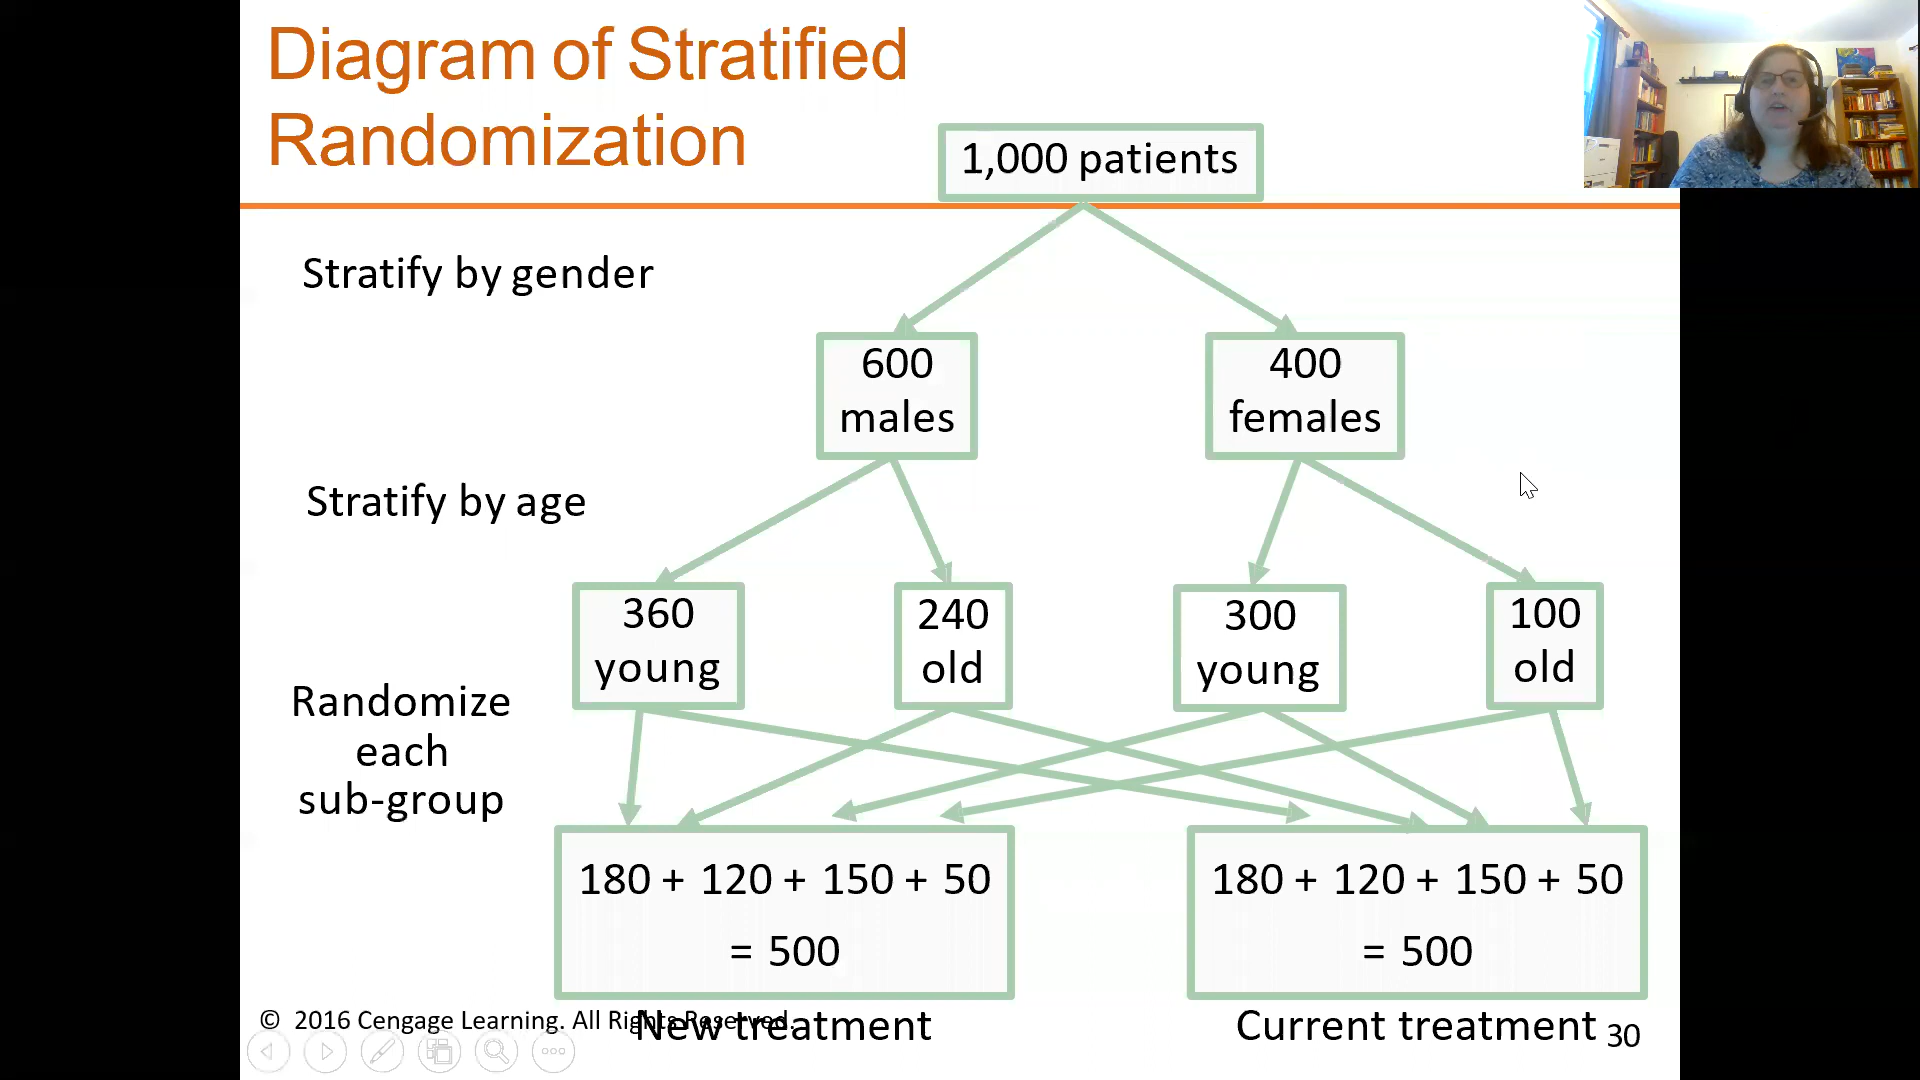 Diagram of Stratified
Randomization
1,000 patients
Stratify by gender
600
males
400
females
Stratify by age
360
young
240
old
300
young
100
old
Randomize
each
sub-group
180 + 120 + 150 + 50
= 500
180 + 120 + 150 + 50
= 500
© 2016 Cengage Learning. All Rights Reserved.
New treatment
Current treatment
30